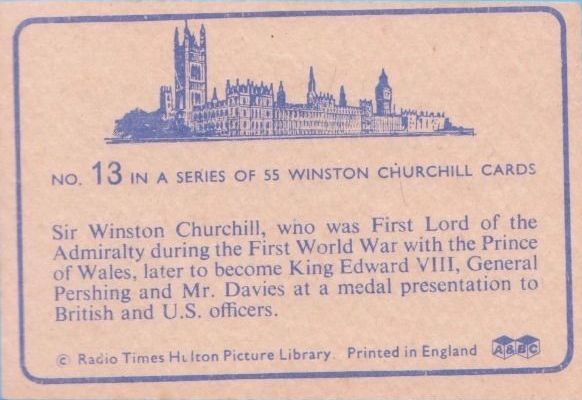 NO. 13 IN A SERIES OF 55 WINSTON CHURCHILL CARDS
Sir Winston Churchill, who was First Lord of the
Admiralty during the First World War with the Prince
of Wales, later to become King Edward VIII, General
Pershing and Mr. Davies at a medal presentation to
British and U.S. officers.
© Radio Times Hulton Picture Library. Printed in England A&BC